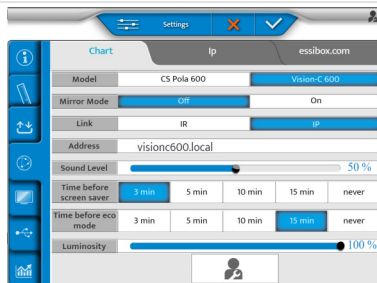 Settings
Chart Ip essibox.com
Model CS Pola 600 Vision-C 600
Mirror Mode Off On
Link IR IP
Address visionc600.local
Sound Level 50 %
Time before screen saver 3 min 5 min 10 min 15 min never
Time before eco mode 3 min 5 min 10 min 15 min never
Luminosity 100 %